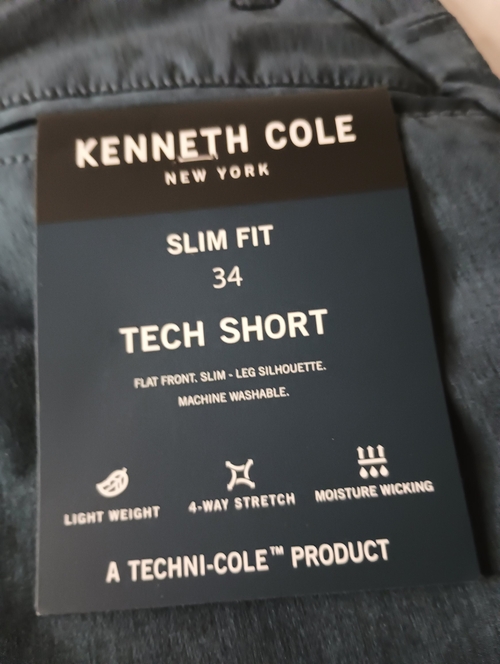 KENNETH COLE
NEW YORK
SLIM FIT
34
TECH SHORT
FLAT FRONT. SLIM - LEG SILHOUETTE.
MACHINE WASHABLE.
LIGHT WEIGHT
4-WAY STRETCH
MOISTURE WICKING
A TECHNI-COLE™ PRODUCT